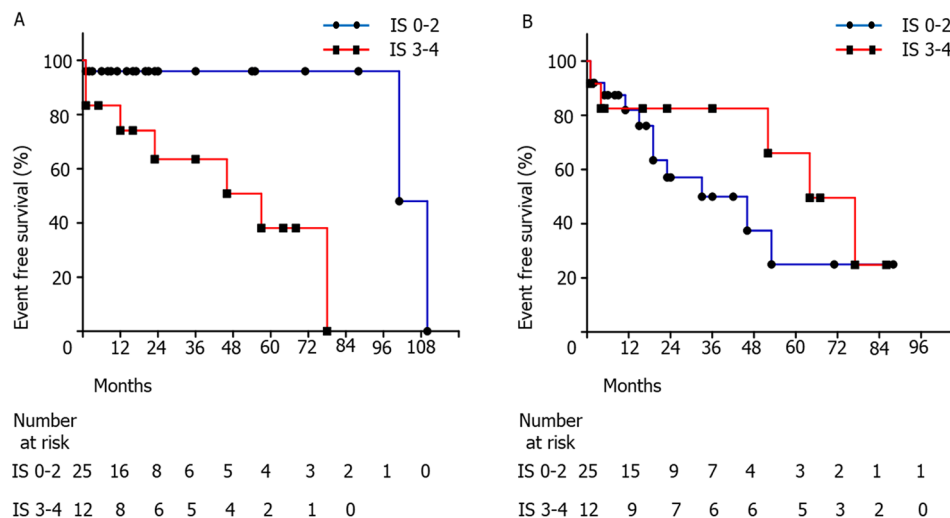 A
IS 0-2
IS 3-4
Event free survival (%)
100
80
60
40
20
0 12 24 36 48 60 72 84 96 108
Months
Number
at risk
IS 0-2 25 16 8 6 5 4 3 2 1 0
IS 3-4 12 8 6 5 4 2 1 0
B
IS 0-2
IS 3-4
Event free survival (%)
100
80
60
40
20
0 12 24 36 48 60 72 84 96
Months
Number
at risk
IS 0-2 25 15 9 7 4 3 2 1 1
IS 3-4 12 9 7 6 6 5 3 2 0